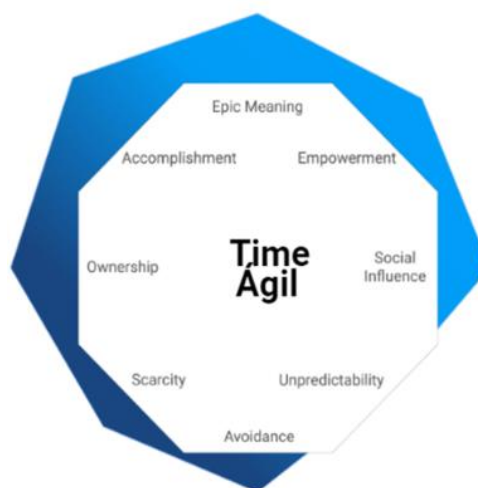 Epic Meaning
Accomplishment
Empowerment
Time
Ágil
Ownership
Social
Influence
Scarcity
Unpredictability
Avoidance